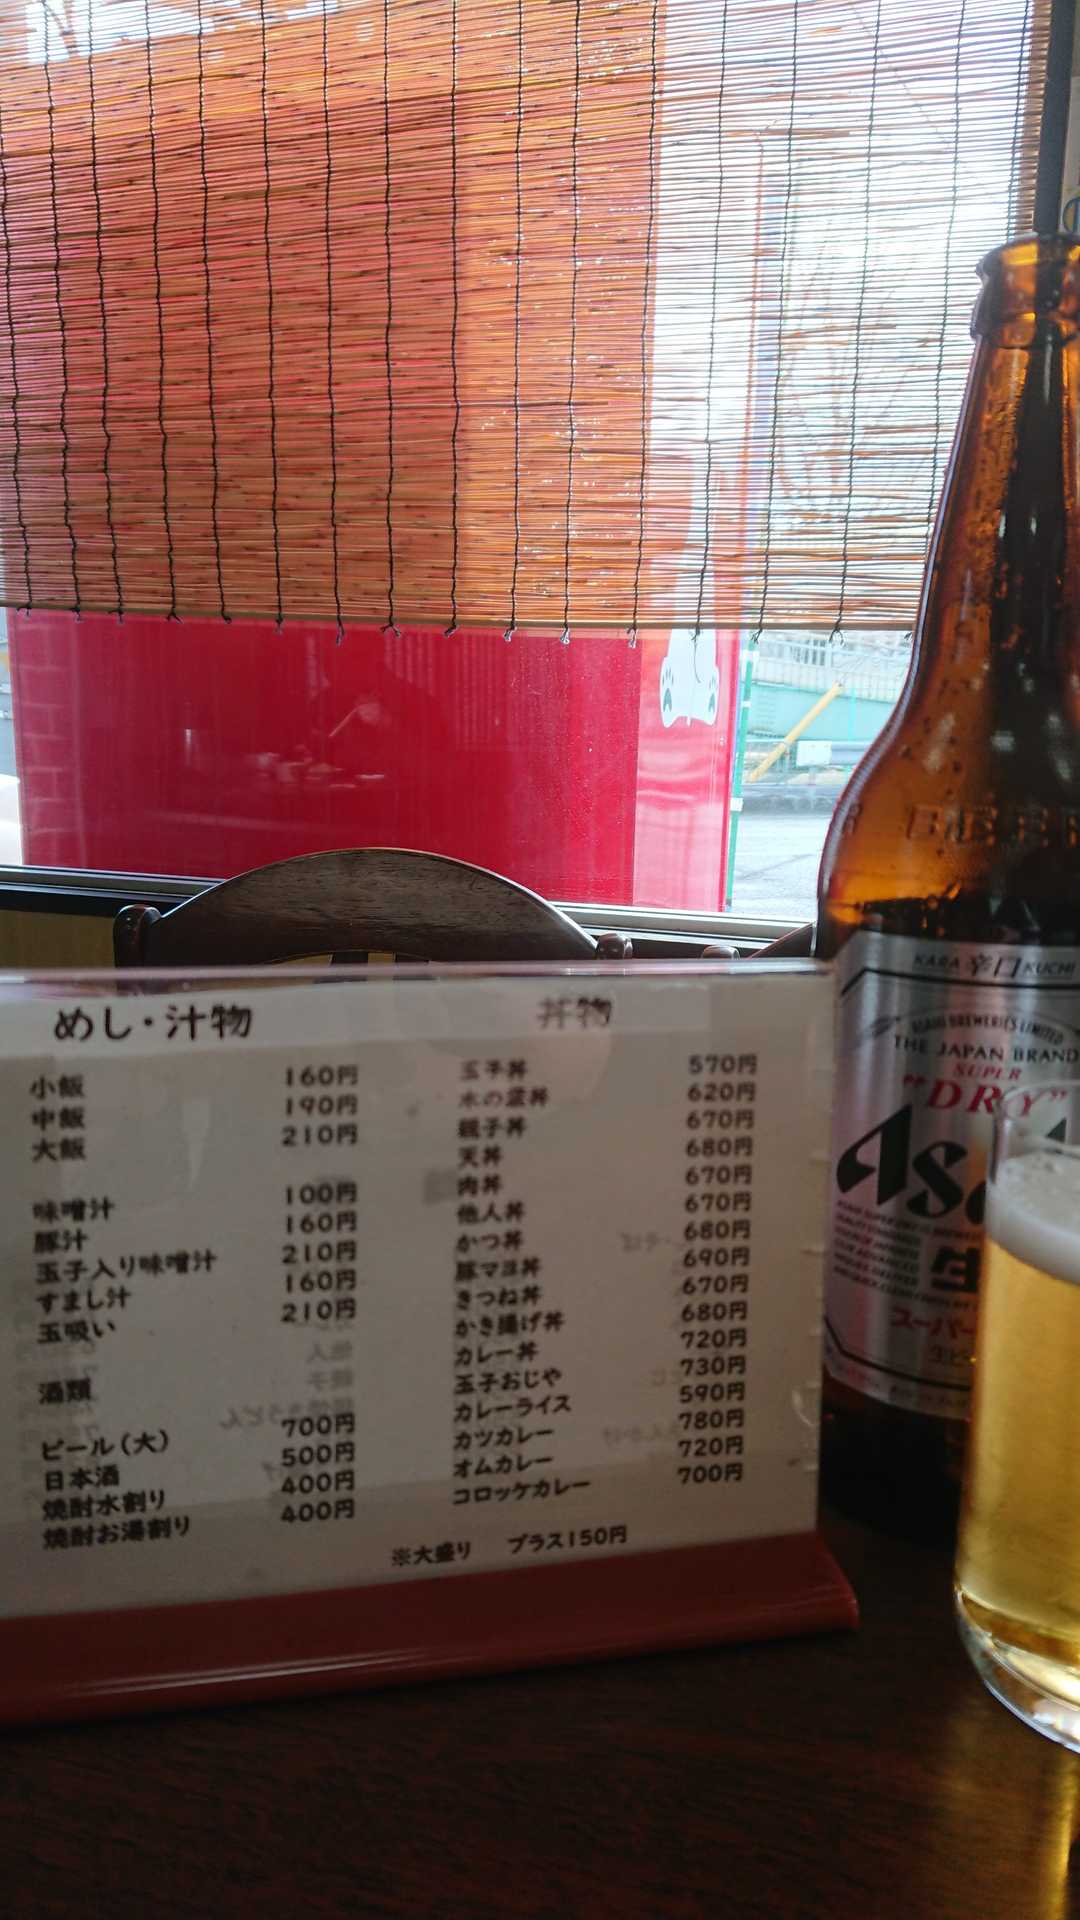 めし・汁物
小飯 160円
中飯 190円
大飯 210円
味噌汁 100円
豚汁 160円
玉子入り味噌汁 210円
すまし汁 160円
玉吸い 210円
酒類
ビール(大) 700円
日本酒 500円
焼酎水割り 400円
焼酎お湯割り 400円
丼物
玉子丼 570円
木の葉丼 620円
親子丼 670円
天丼 680円
肉丼 670円
他人丼 670円
かつ丼 680円
豚マヨ丼 690円
きつね丼 670円
かき揚げ丼 680円
カレー丼 720円
玉子おじや 730円
カレーライス 590円
カツカレー 780円
オムカレー 720円
コロッケカレー 700円
※大盛り プラス150円
BEER
KARA 辛口 KUCHI
ASAHI BREWERIES LIMITED
THE JAPAN BRAND
SUPER
"DRY"
Asa
生
スーパー